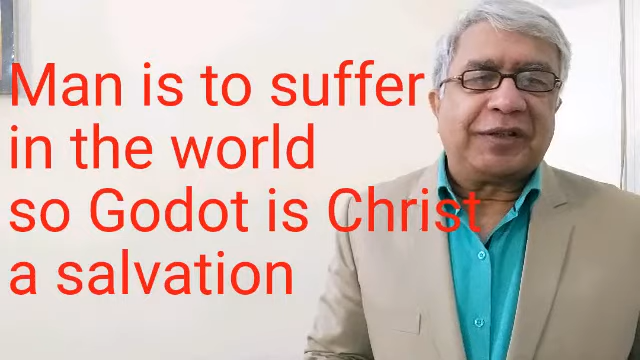 Man is to suffer
in the world
so Godot is Christ
a salvation